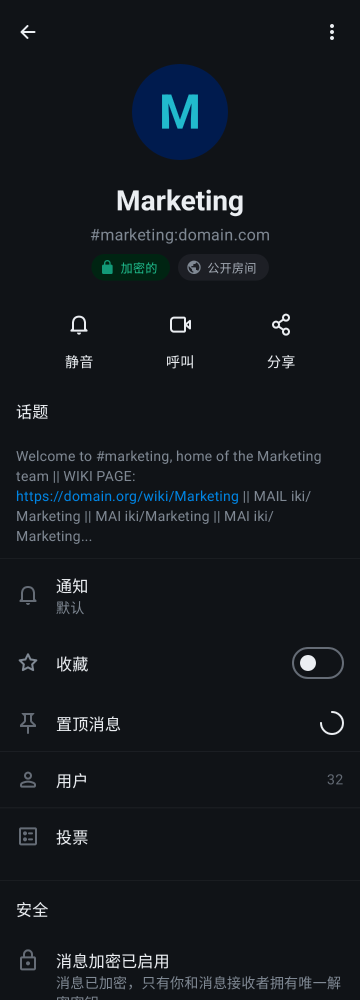 M
Marketing
#marketing:domain.com
加密的 公开房间
静音 呼叫 分享
话题
Welcome to #marketing, home of the Marketing
team || WIKI PAGE:
https://domain.org/wiki/Marketing || MAIL iki/
Marketing || MAI iki/Marketing || MAI iki/
Marketing...
通知
默认
收藏
置顶消息
用户 32
投票
安全
消息加密已启用
消息已加密，只有你和消息接收者拥有唯一解